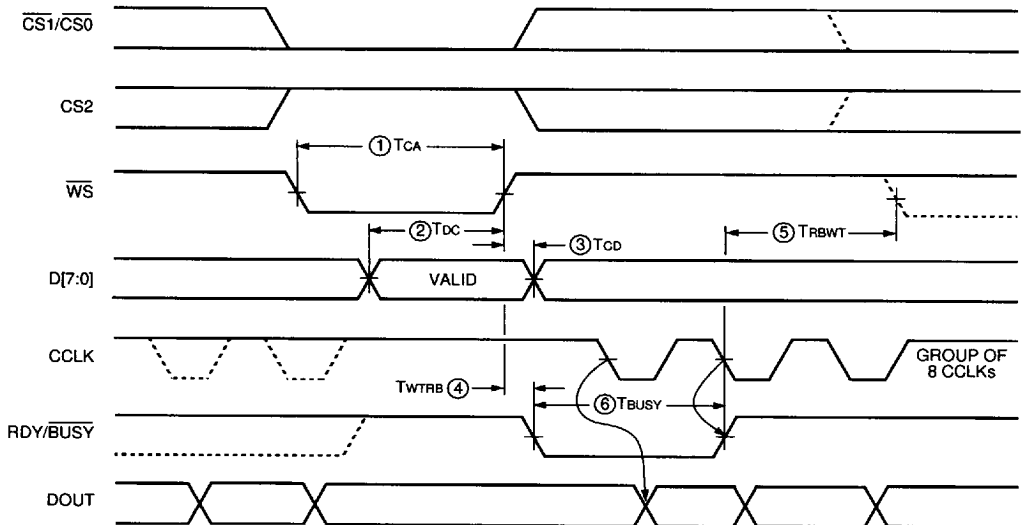 CS1/CS0
CS2
① TCA
WS
② TDC
③ TCD
⑤ TRBWT
D[7:0]
VALID
CCLK
GROUP OF
8 CCLKs
TWTRB ④
⑥ TBUSY
RDY/BUSY
DOUT